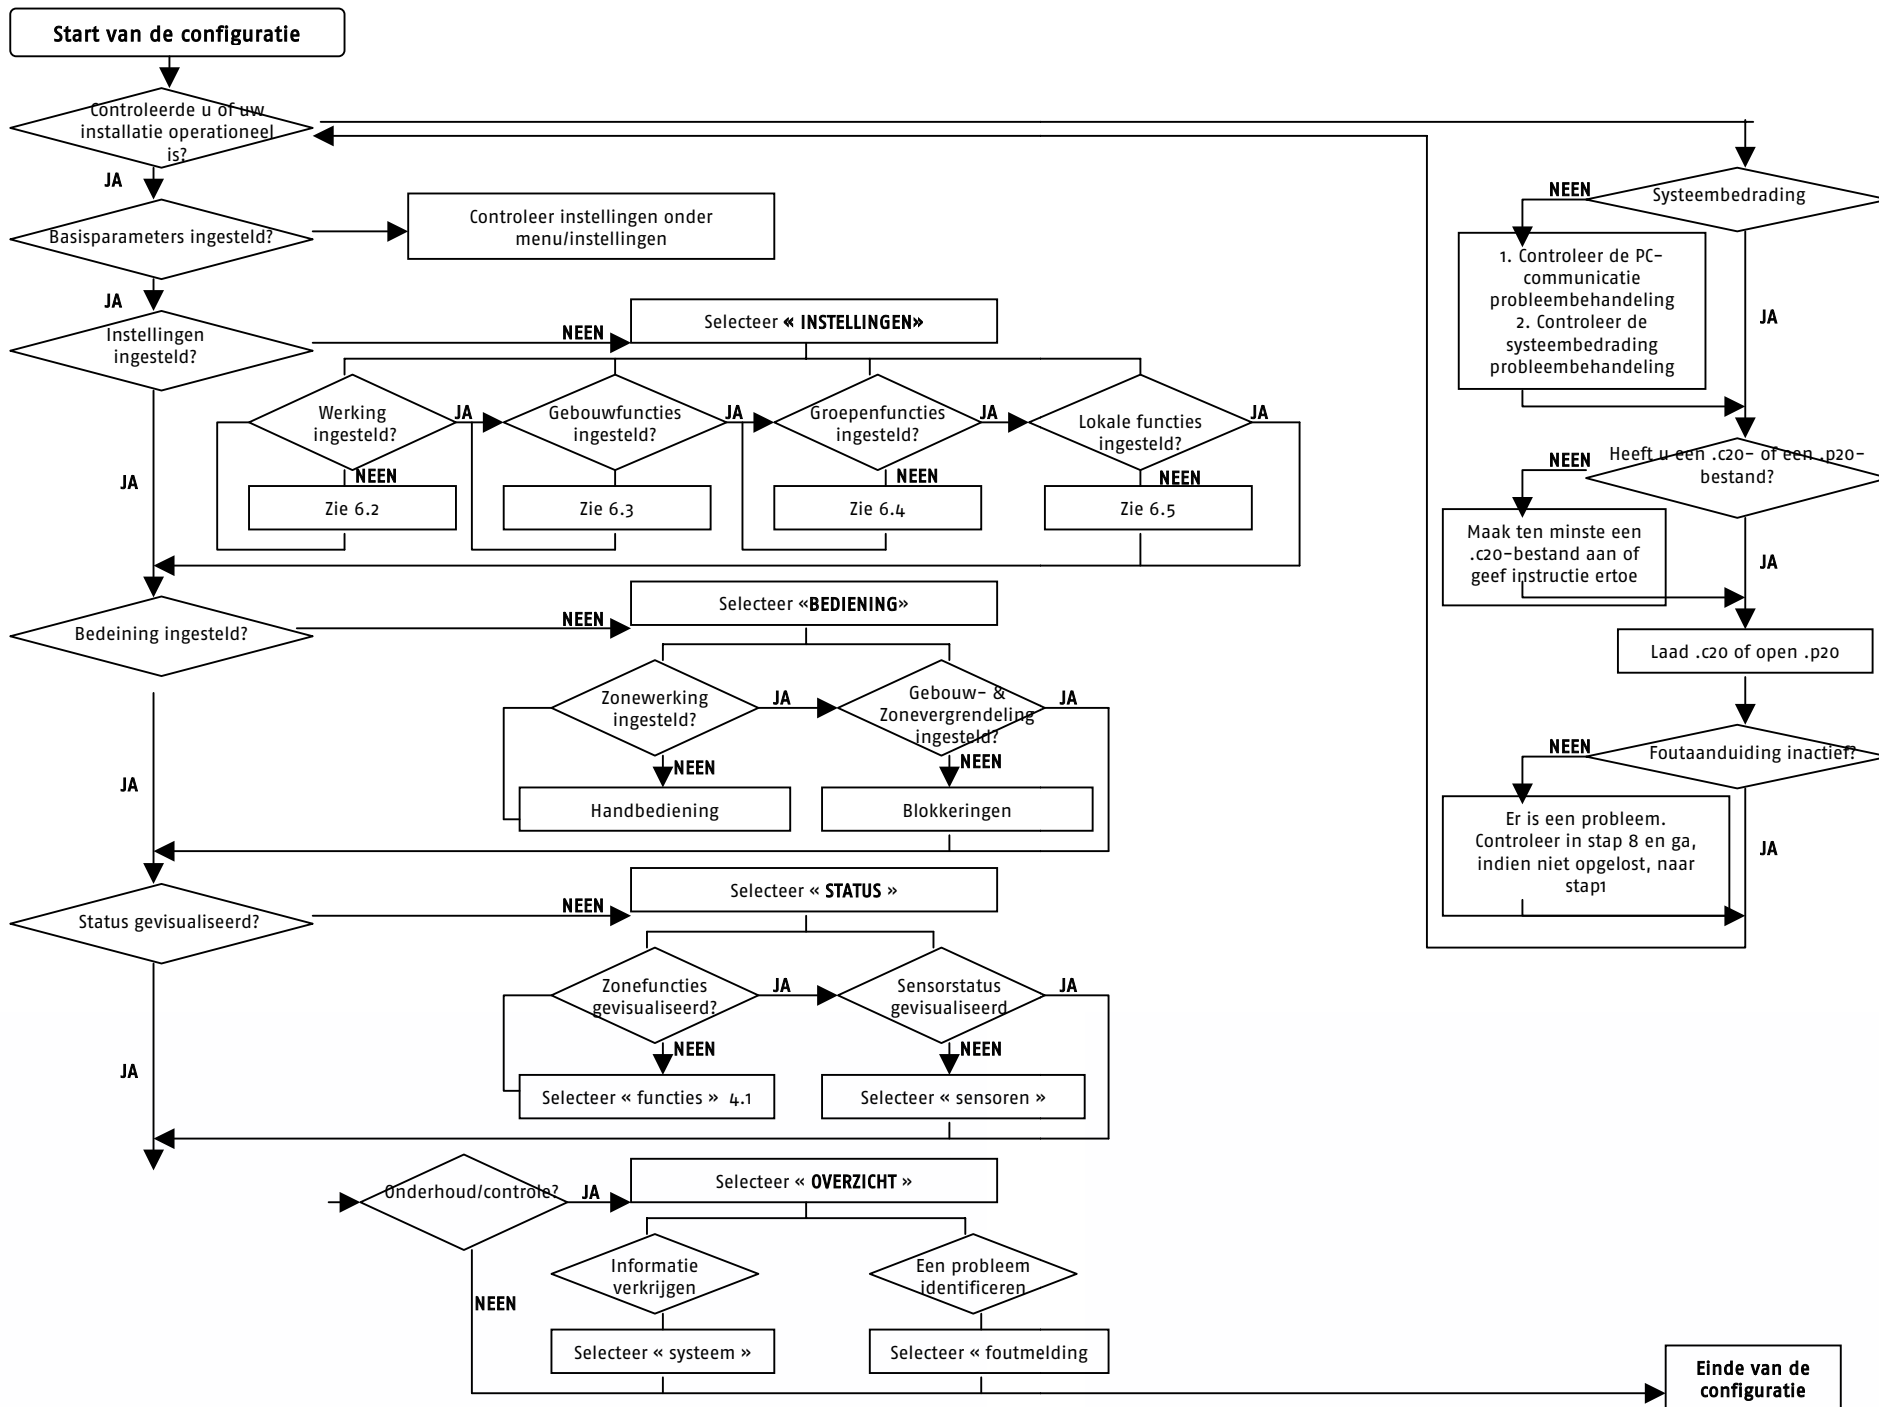 Start van de configuratie
Controleerde u of uw
installatie operationeel
is?
JA
Basisparameters ingesteld?
Controleer instellingen onder
menu/instellingen
JA
Instellingen
ingesteld?
NEEN
Selecteer « INSTELLINGEN»
Werking
ingesteld?
JA
Gebouwfuncties
ingesteld?
JA
Groepenfuncties
ingesteld?
JA
Lokale functies
ingesteld?
JA
NEEN
NEEN
NEEN
Zie 6.2
Zie 6.3
Zie 6.4
Zie 6.5
JA
Bedeining ingesteld?
NEEN
Selecteer «BEDIENING»
Zonewerking
ingesteld?
JA
Gebouw- &
Zonevergrendeling
ingesteld?
JA
NEEN
NEEN
Handbediening
Blokkeringen
JA
Status gevisualiseerd?
NEEN
Selecteer « STATUS »
Zonefuncties
gevisualiseerd?
JA
Sensorstatus
gevisualiseerd
JA
NEEN
NEEN
Selecteer « functies » 4.1
Selecteer « sensoren »
JA
Onderhoud/controle?
JA
Selecteer « OVERZICHT »
Informatie
verkrijgen
Een probleem
identificeren
NEEN
Selecteer « systeem »
Selecteer « foutmelding
Systeembedrading
NEEN
1. Controleer de PC-
communicatie
probleembehandeling
2. Controleer de
systeembedrading
probleembehandeling
JA
Heeft u een .c20- of een .p20-
bestand?
NEEN
Maak ten minste een
.c20-bestand aan of
geef instructie ertoe
JA
Laad .c20 of open .p20
Foutaanduiding inactief?
NEEN
Er is een probleem.
Controleer in stap 8 en ga,
indien niet opgelost, naar
stap1
JA
Einde van de
configuratie